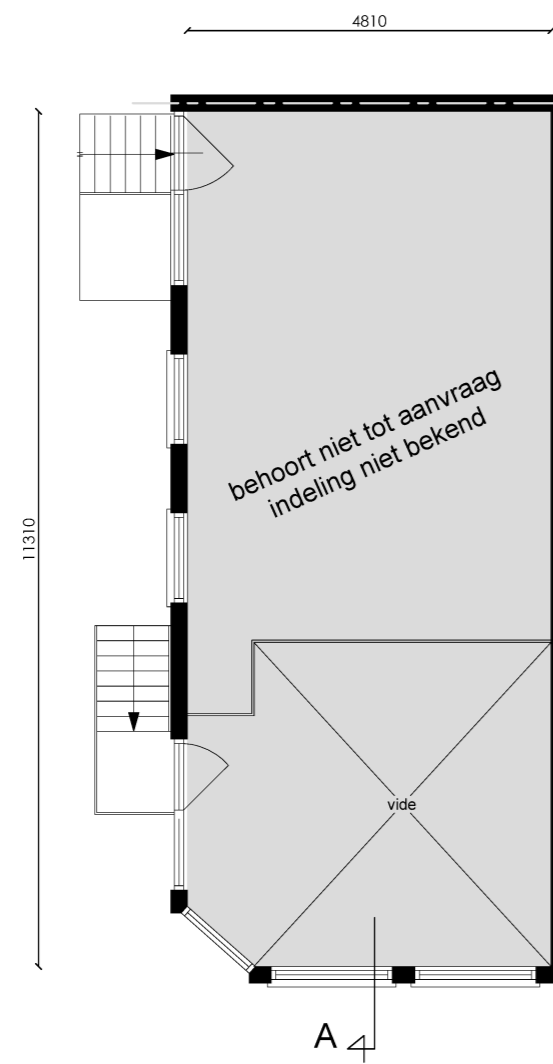 4810
11310
behoort niet tot aanvraag
indeling niet bekend
vide
A